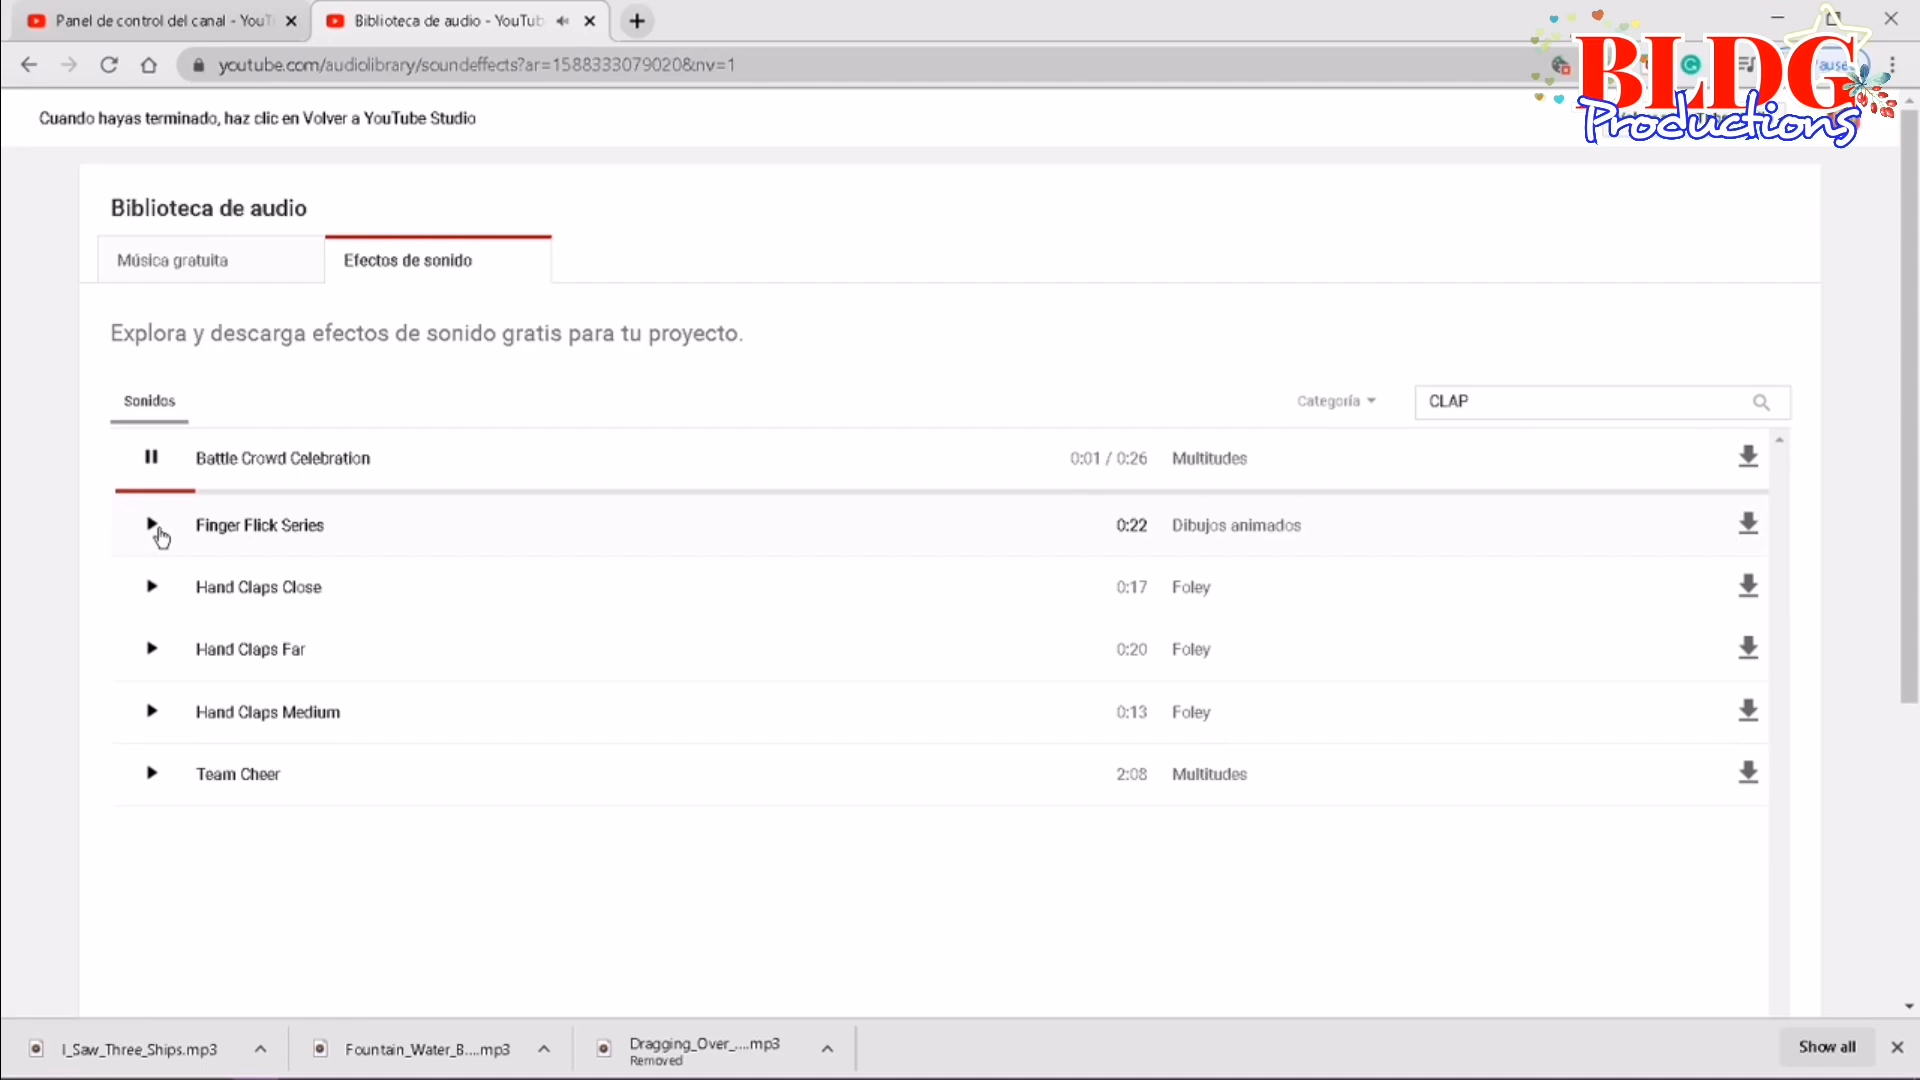 Panel de control del canal - YouT
Biblioteca de audio - YouTub
youtube.com/audiolibrary/soundeffects?ar=1588333079020&nv=1
BLDG
Productions
Cuando hayas terminado, haz clic en Volver a YouTube Studio
Biblioteca de audio
Música gratuita
Efectos de sonido
Explora y descarga efectos de sonido gratis para tu proyecto.
Sonidos
Categoría
CLAP
Battle Crowd Celebration 0:01 / 0:26 Multitudes
Finger Flick Series 0:22 Dibujos animados
Hand Claps Close 0:17 Foley
Hand Claps Far 0:20 Foley
Hand Claps Medium 0:13 Foley
Team Cheer 2:08 Multitudes
I_Saw_Three_Ships.mp3
Fountain_Water_B....mp3
Dragging_Over_....mp3
Removed
Show all